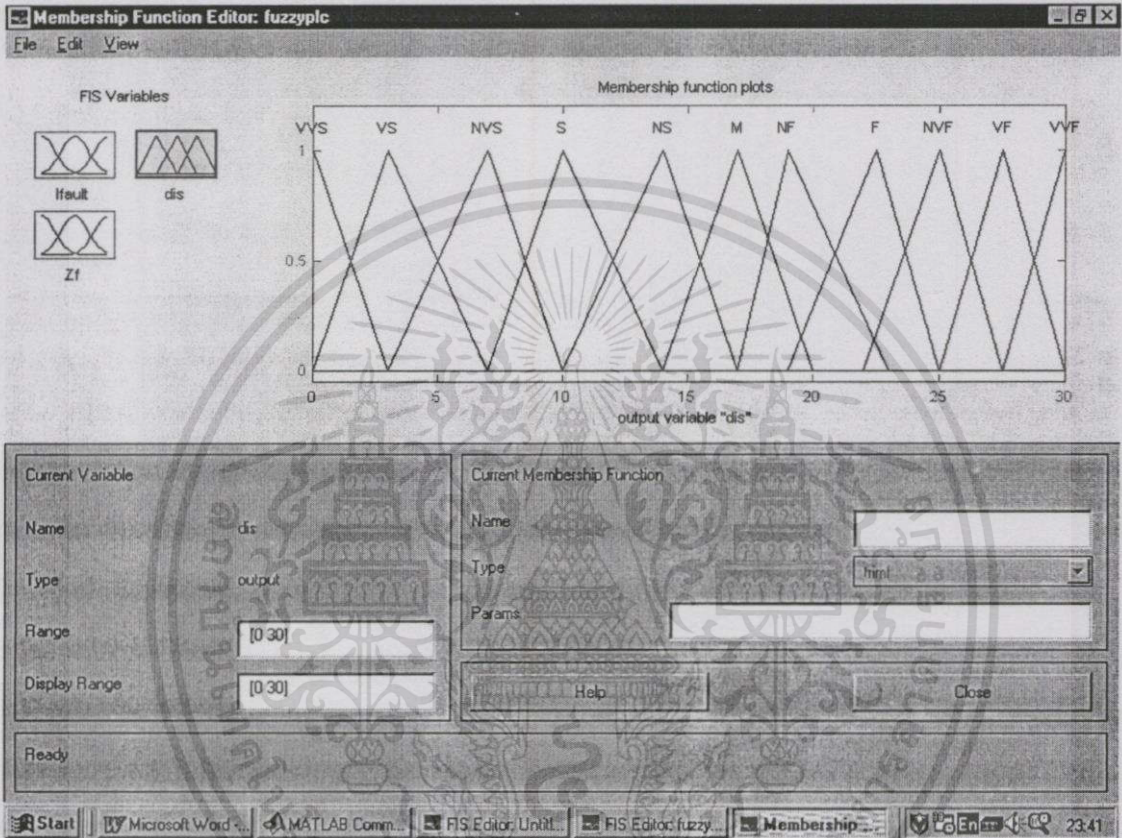 Membership Function Editor: fuzzyplc
File Edit View
FIS Variables
Ifault
dis
Zf
Membership function plots
VVS VS NVS S NS M NF F NVF VF VVF
1
0.5
0
0 5 10 15 20 25 30
output variable "dis"
Current Variable
Name dis
Type output
Range [0 30]
Display Range [0 30]
Current Membership Function
Name
Type trimf
Params
Help
Close
Ready
Start
Microsoft Word -...
MATLAB Comm...
FIS Editor: Untitl...
FIS Editor: fuzzy...
Membership ...
En
23:41